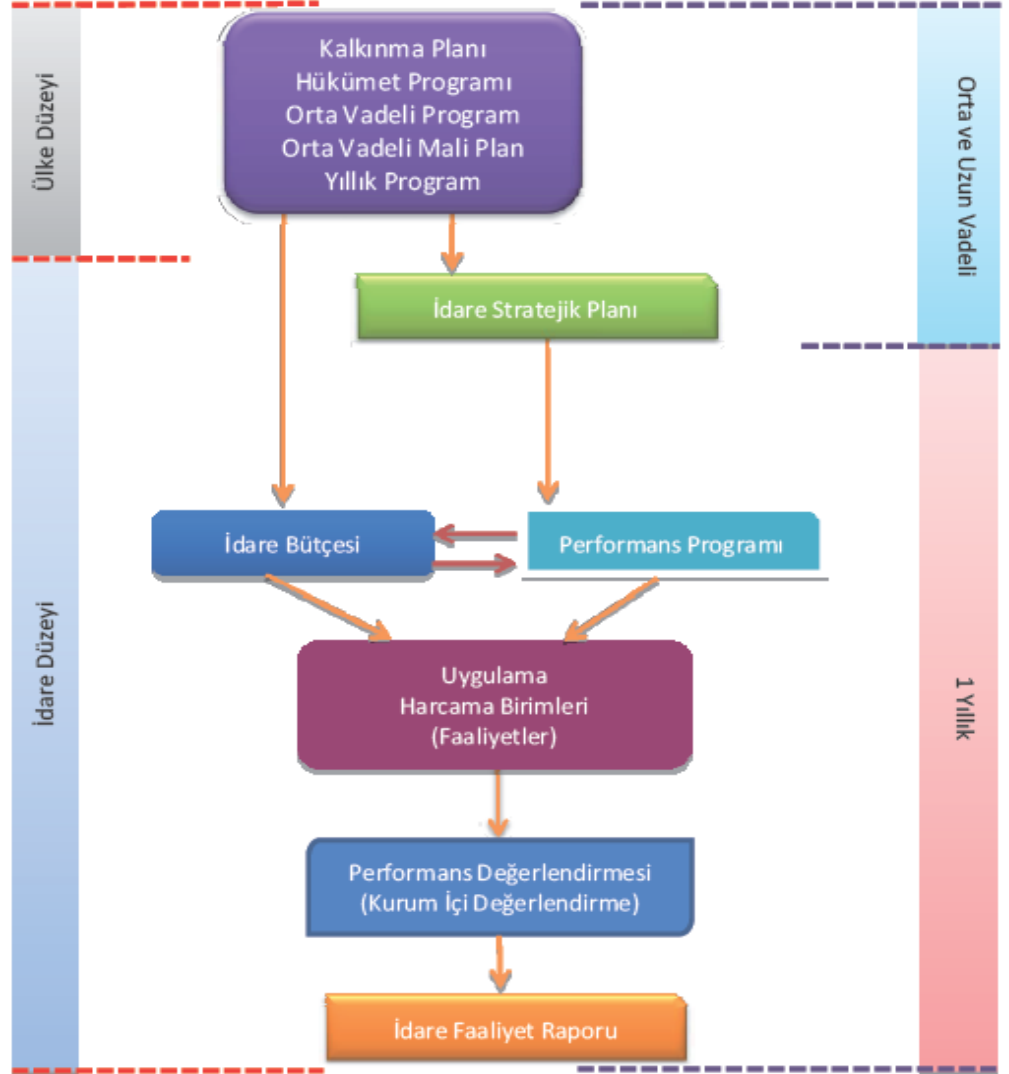 Ülke Düzeyi
Kalkınma Planı
Hükümet Programı
Orta Vadeli Program
Orta Vadeli Mali Plan
Yıllık Program
Orta ve Uzun Vadeli
İdare Stratejik Planı
İdare Düzeyi
İdare Bütçesi
Performans Programı
1 Yıllık
Uygulama
Harcama Birimleri
(Faaliyetler)
Performans Değerlendirmesi
(Kurum İçi Değerlendirme)
İdare Faaliyet Raporu